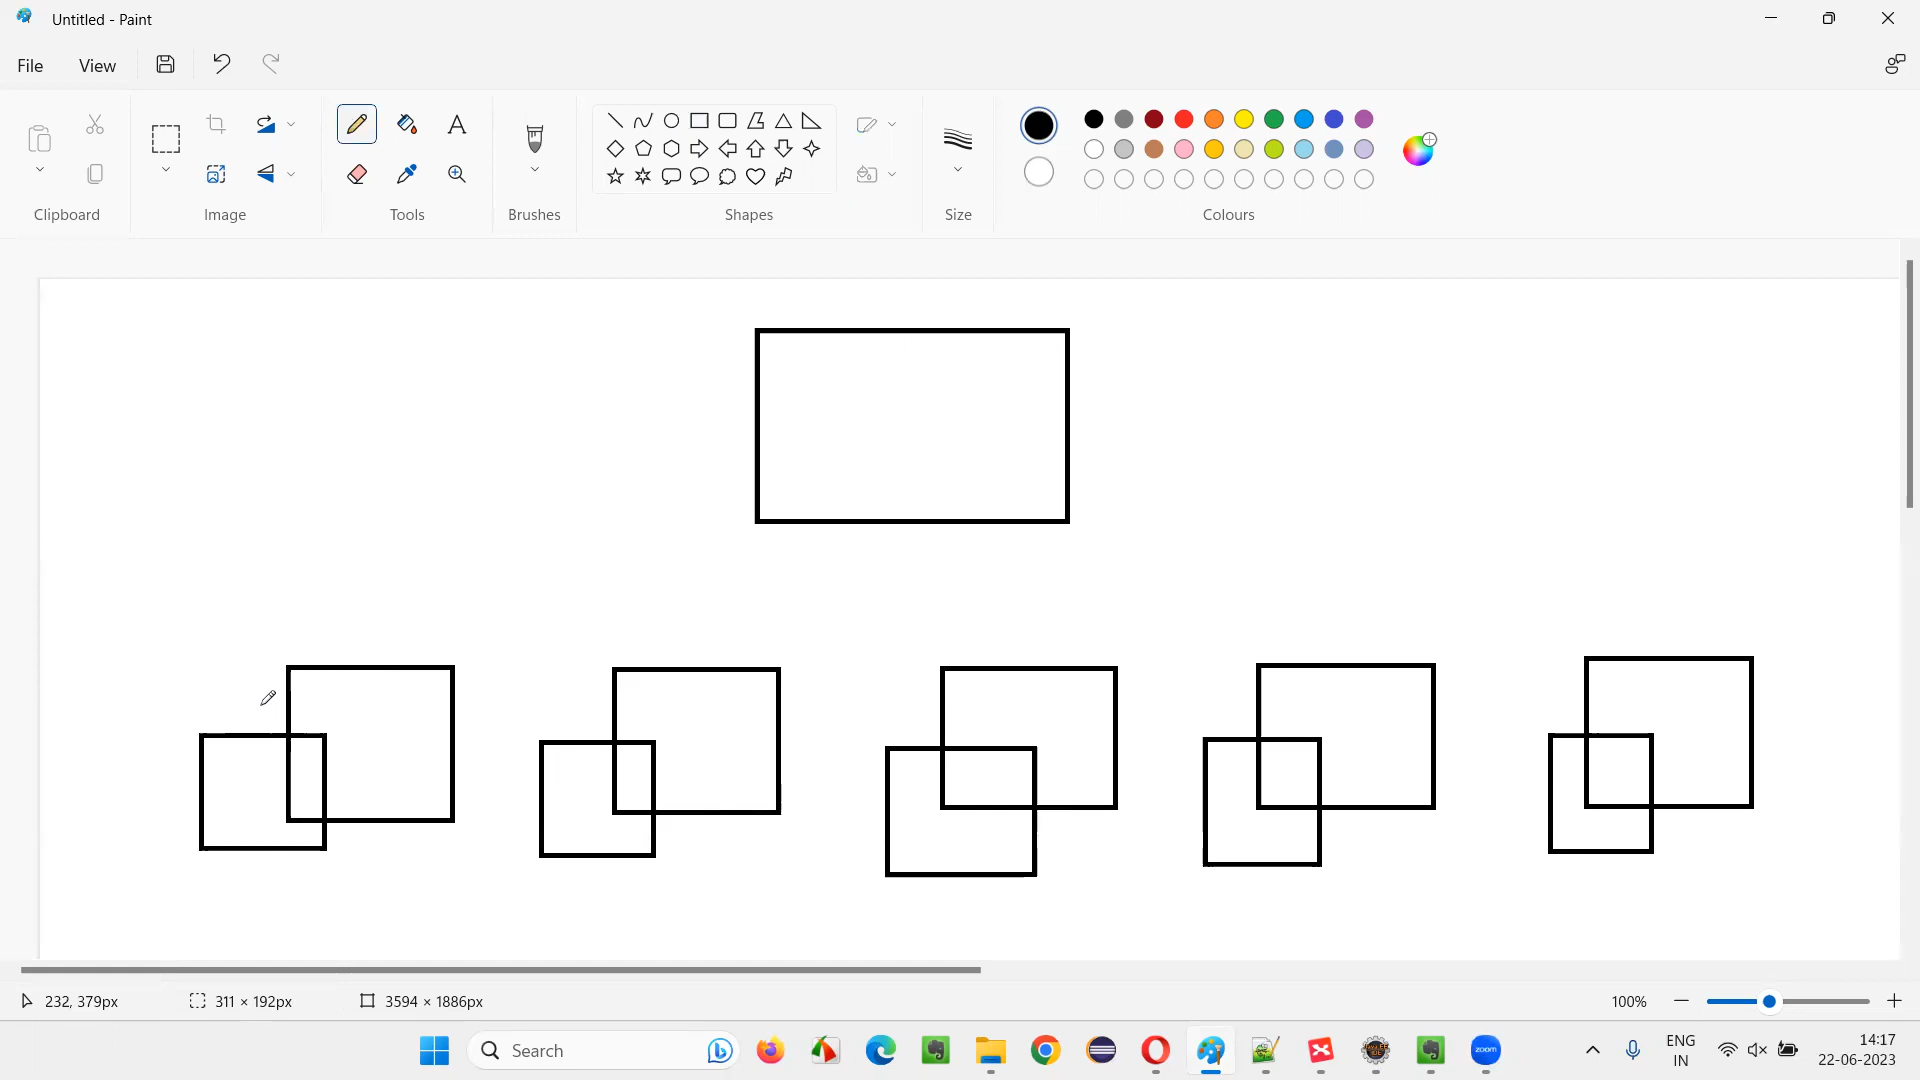 Untitled - Paint
File
View
Clipboard
Image
Tools
Brushes
Shapes
Size
Colours
232, 379px
311 × 192px
3594 × 1886px
100%
Search
zoom
ENG
IN
14:17
22-06-2023